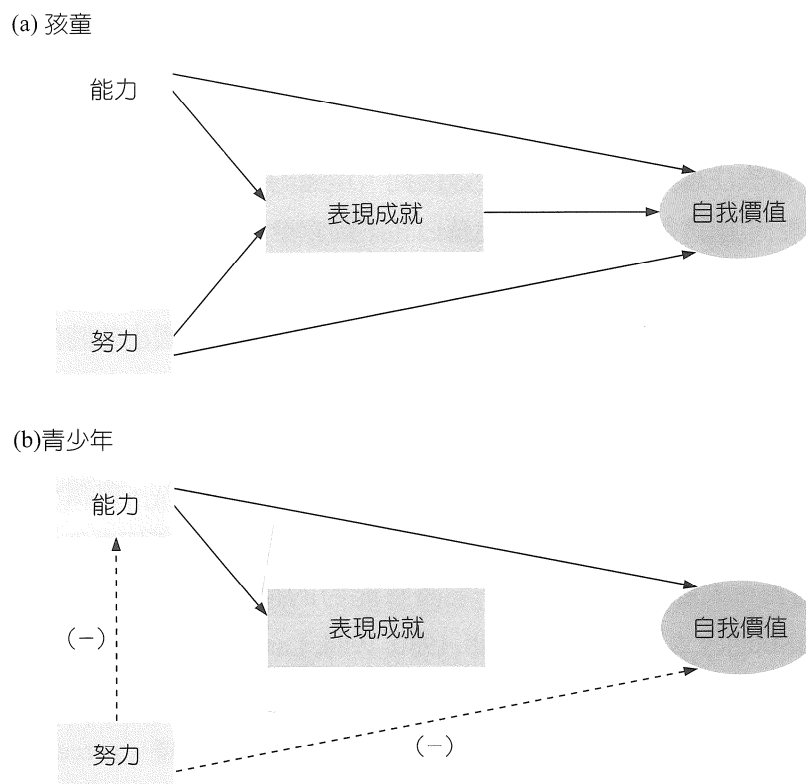 (a) 孩童
能力
表現成就
自我價值
努力
(b)青少年
能力
(－)
表現成就
自我價值
努力
(－)